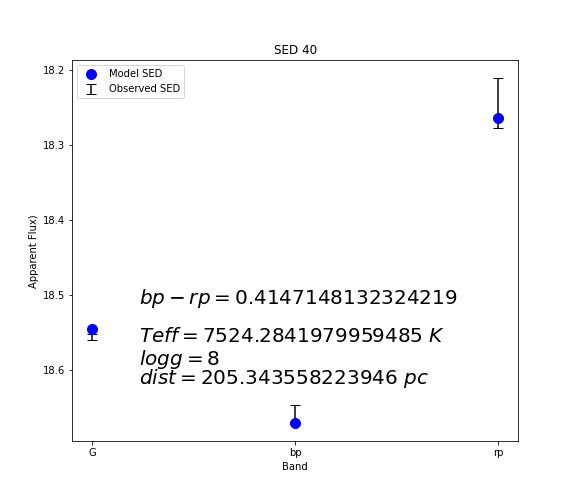 SED 40
Model SED
Observed SED
18.2
18.3
18.4
18.5
18.6
Apparent Flux)
bp − rp = 0.4147148132324219
Teff = 7524.2841979959485 K
logg = 8
dist = 205.343558223946 pc
G
bp
rp
Band